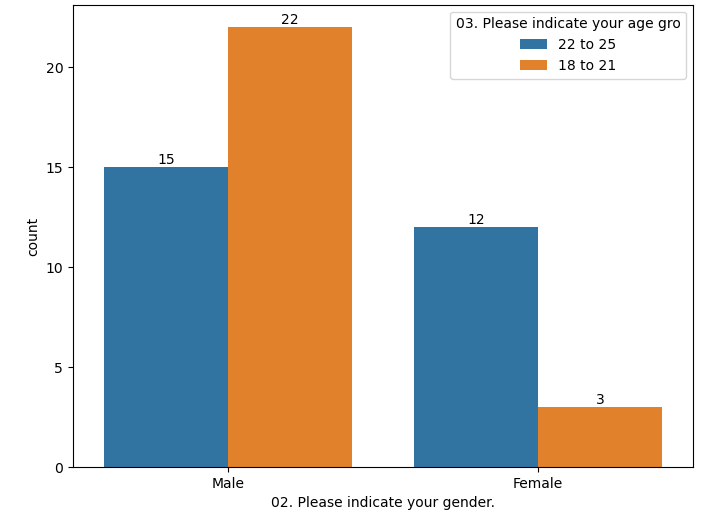 22
03. Please indicate your age gro
22 to 25
18 to 21
20
15
15
12
count
10
5
3
0
Male
Female
02. Please indicate your gender.